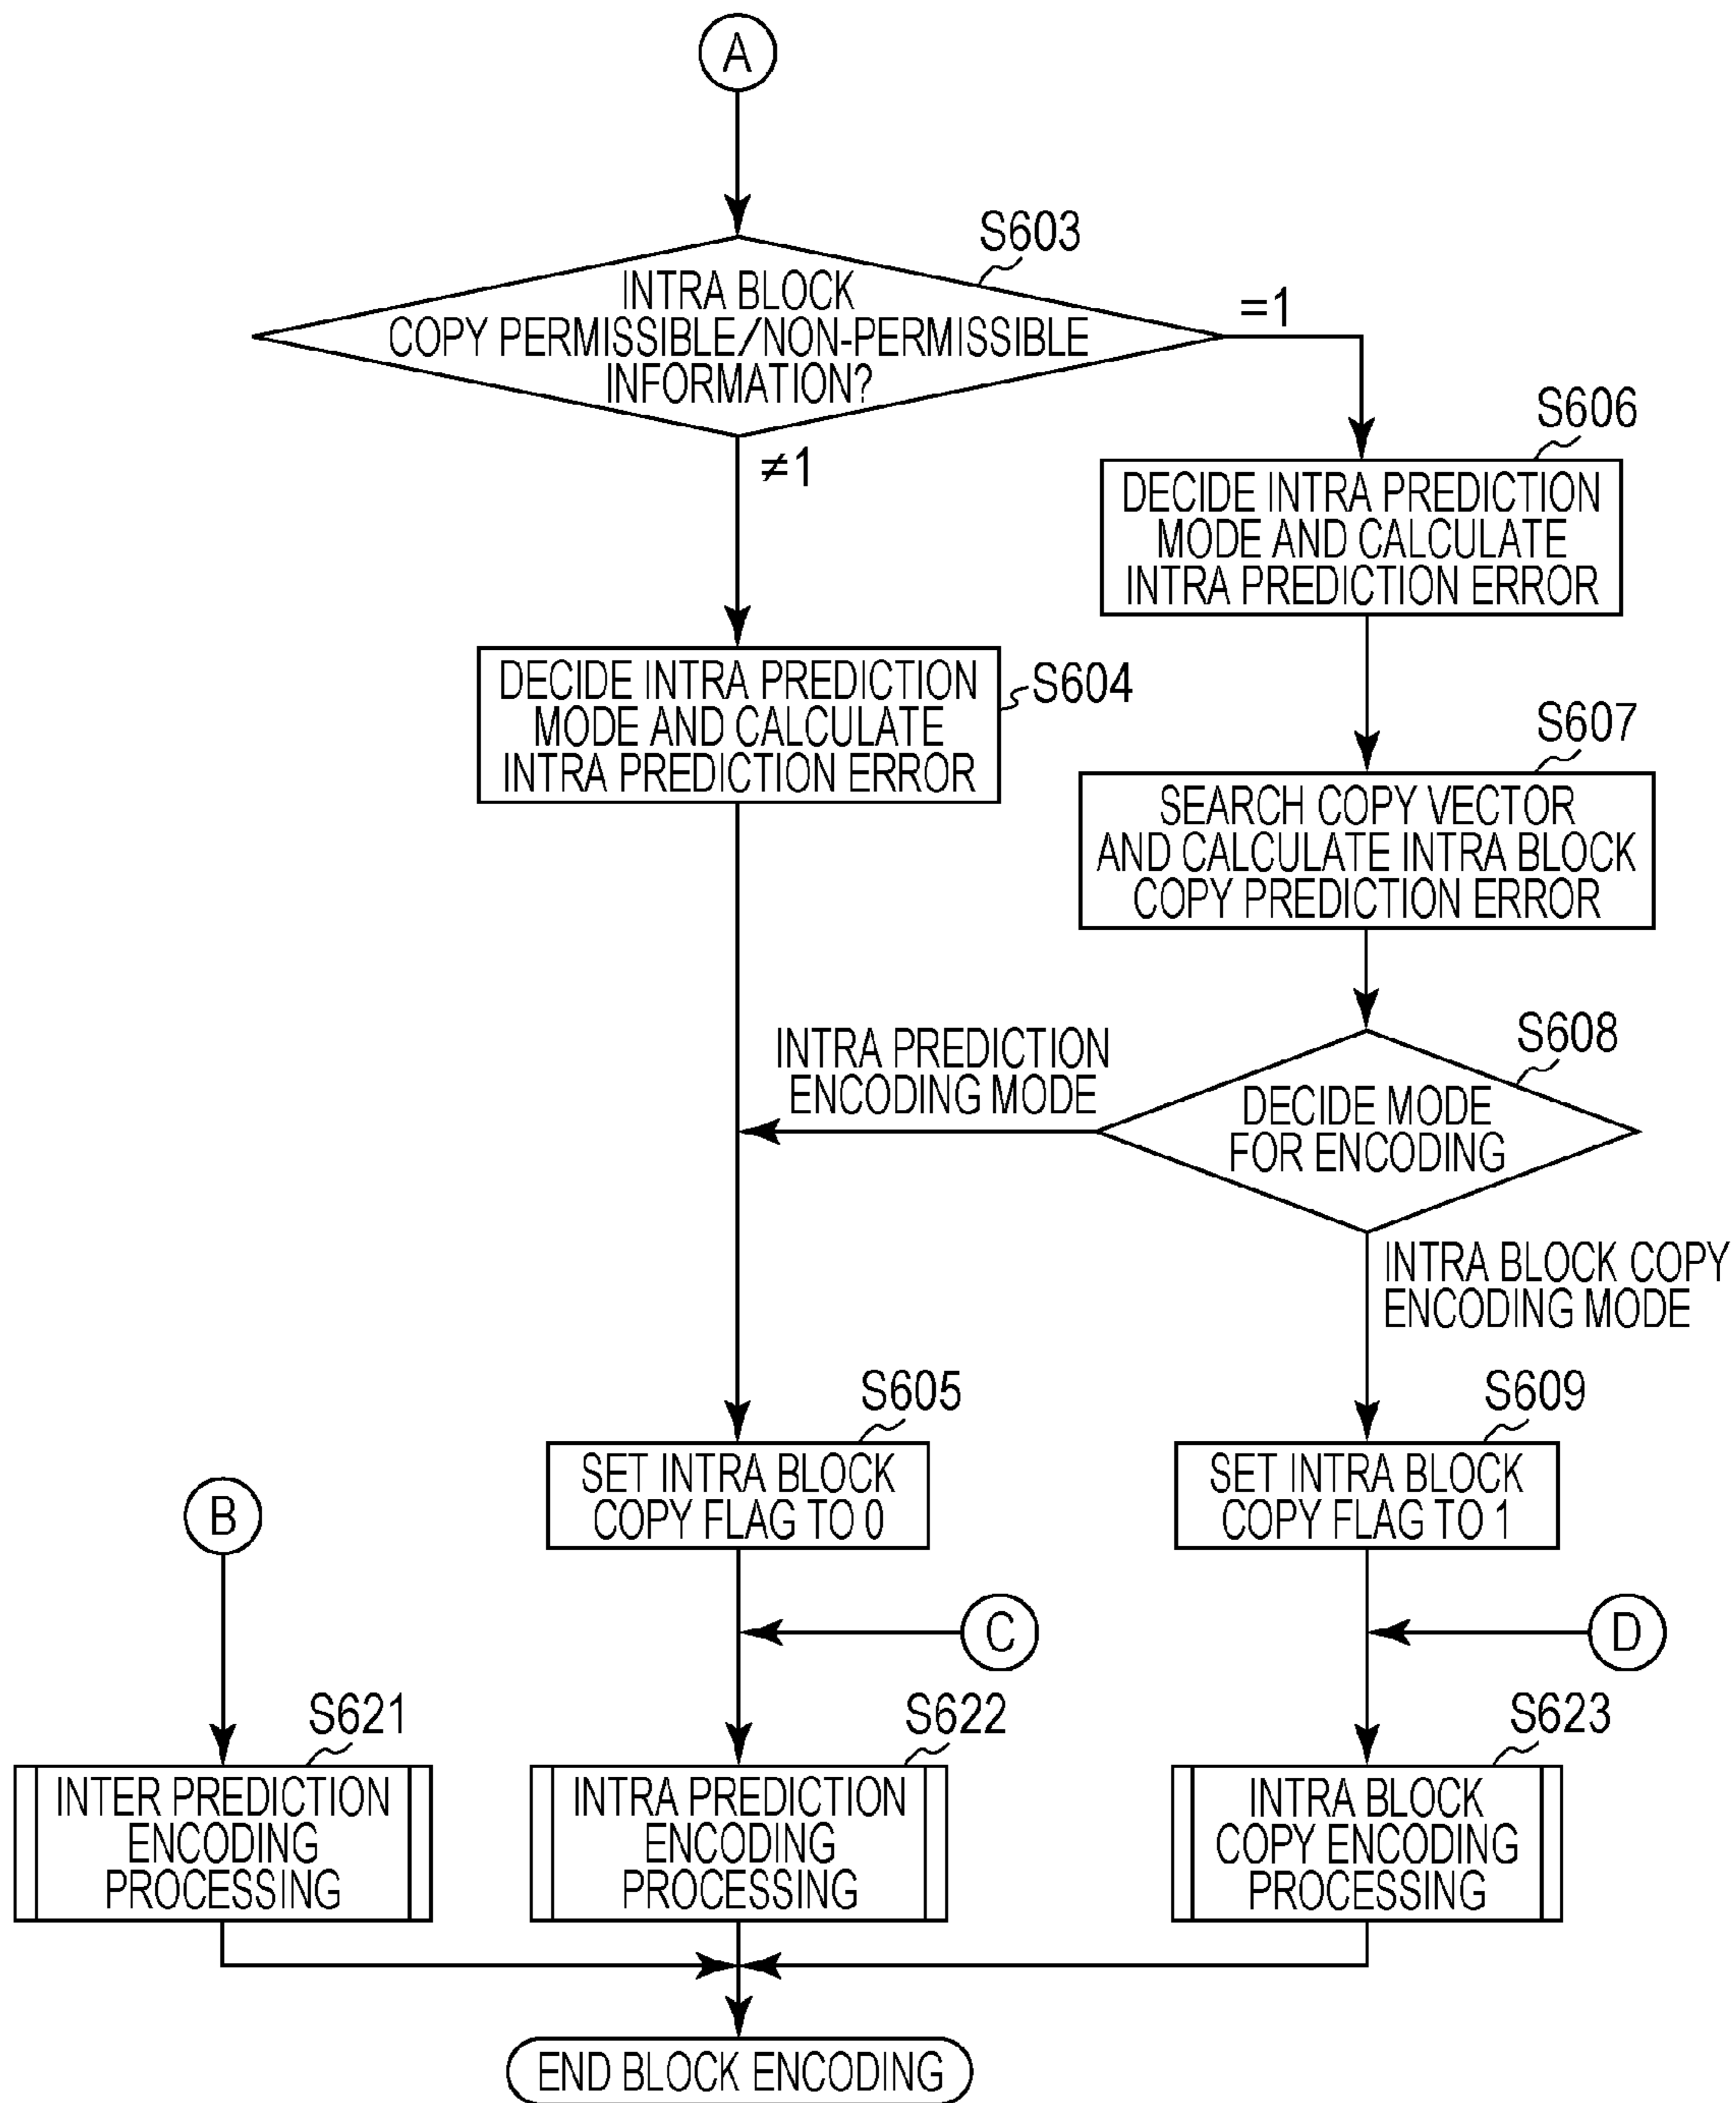 A
S603
INTRA BLOCK
COPY PERMISSIBLE/NON-PERMISSIBLE
INFORMATION?
=1
≠1
S606
DECIDE INTRA PREDICTION
MODE AND CALCULATE
INTRA PREDICTION ERROR
S604
DECIDE INTRA PREDICTION
MODE AND CALCULATE
INTRA PREDICTION ERROR
S607
SEARCH COPY VECTOR
AND CALCULATE INTRA BLOCK
COPY PREDICTION ERROR
S608
DECIDE MODE
FOR ENCODING
INTRA PREDICTION
ENCODING MODE
INTRA BLOCK COPY
ENCODING MODE
S605
SET INTRA BLOCK
COPY FLAG TO 0
S609
SET INTRA BLOCK
COPY FLAG TO 1
B
C
D
S621
INTER PREDICTION
ENCODING
PROCESSING
S622
INTRA PREDICTION
ENCODING
PROCESSING
S623
INTRA BLOCK
COPY ENCODING
PROCESSING
END BLOCK ENCODING